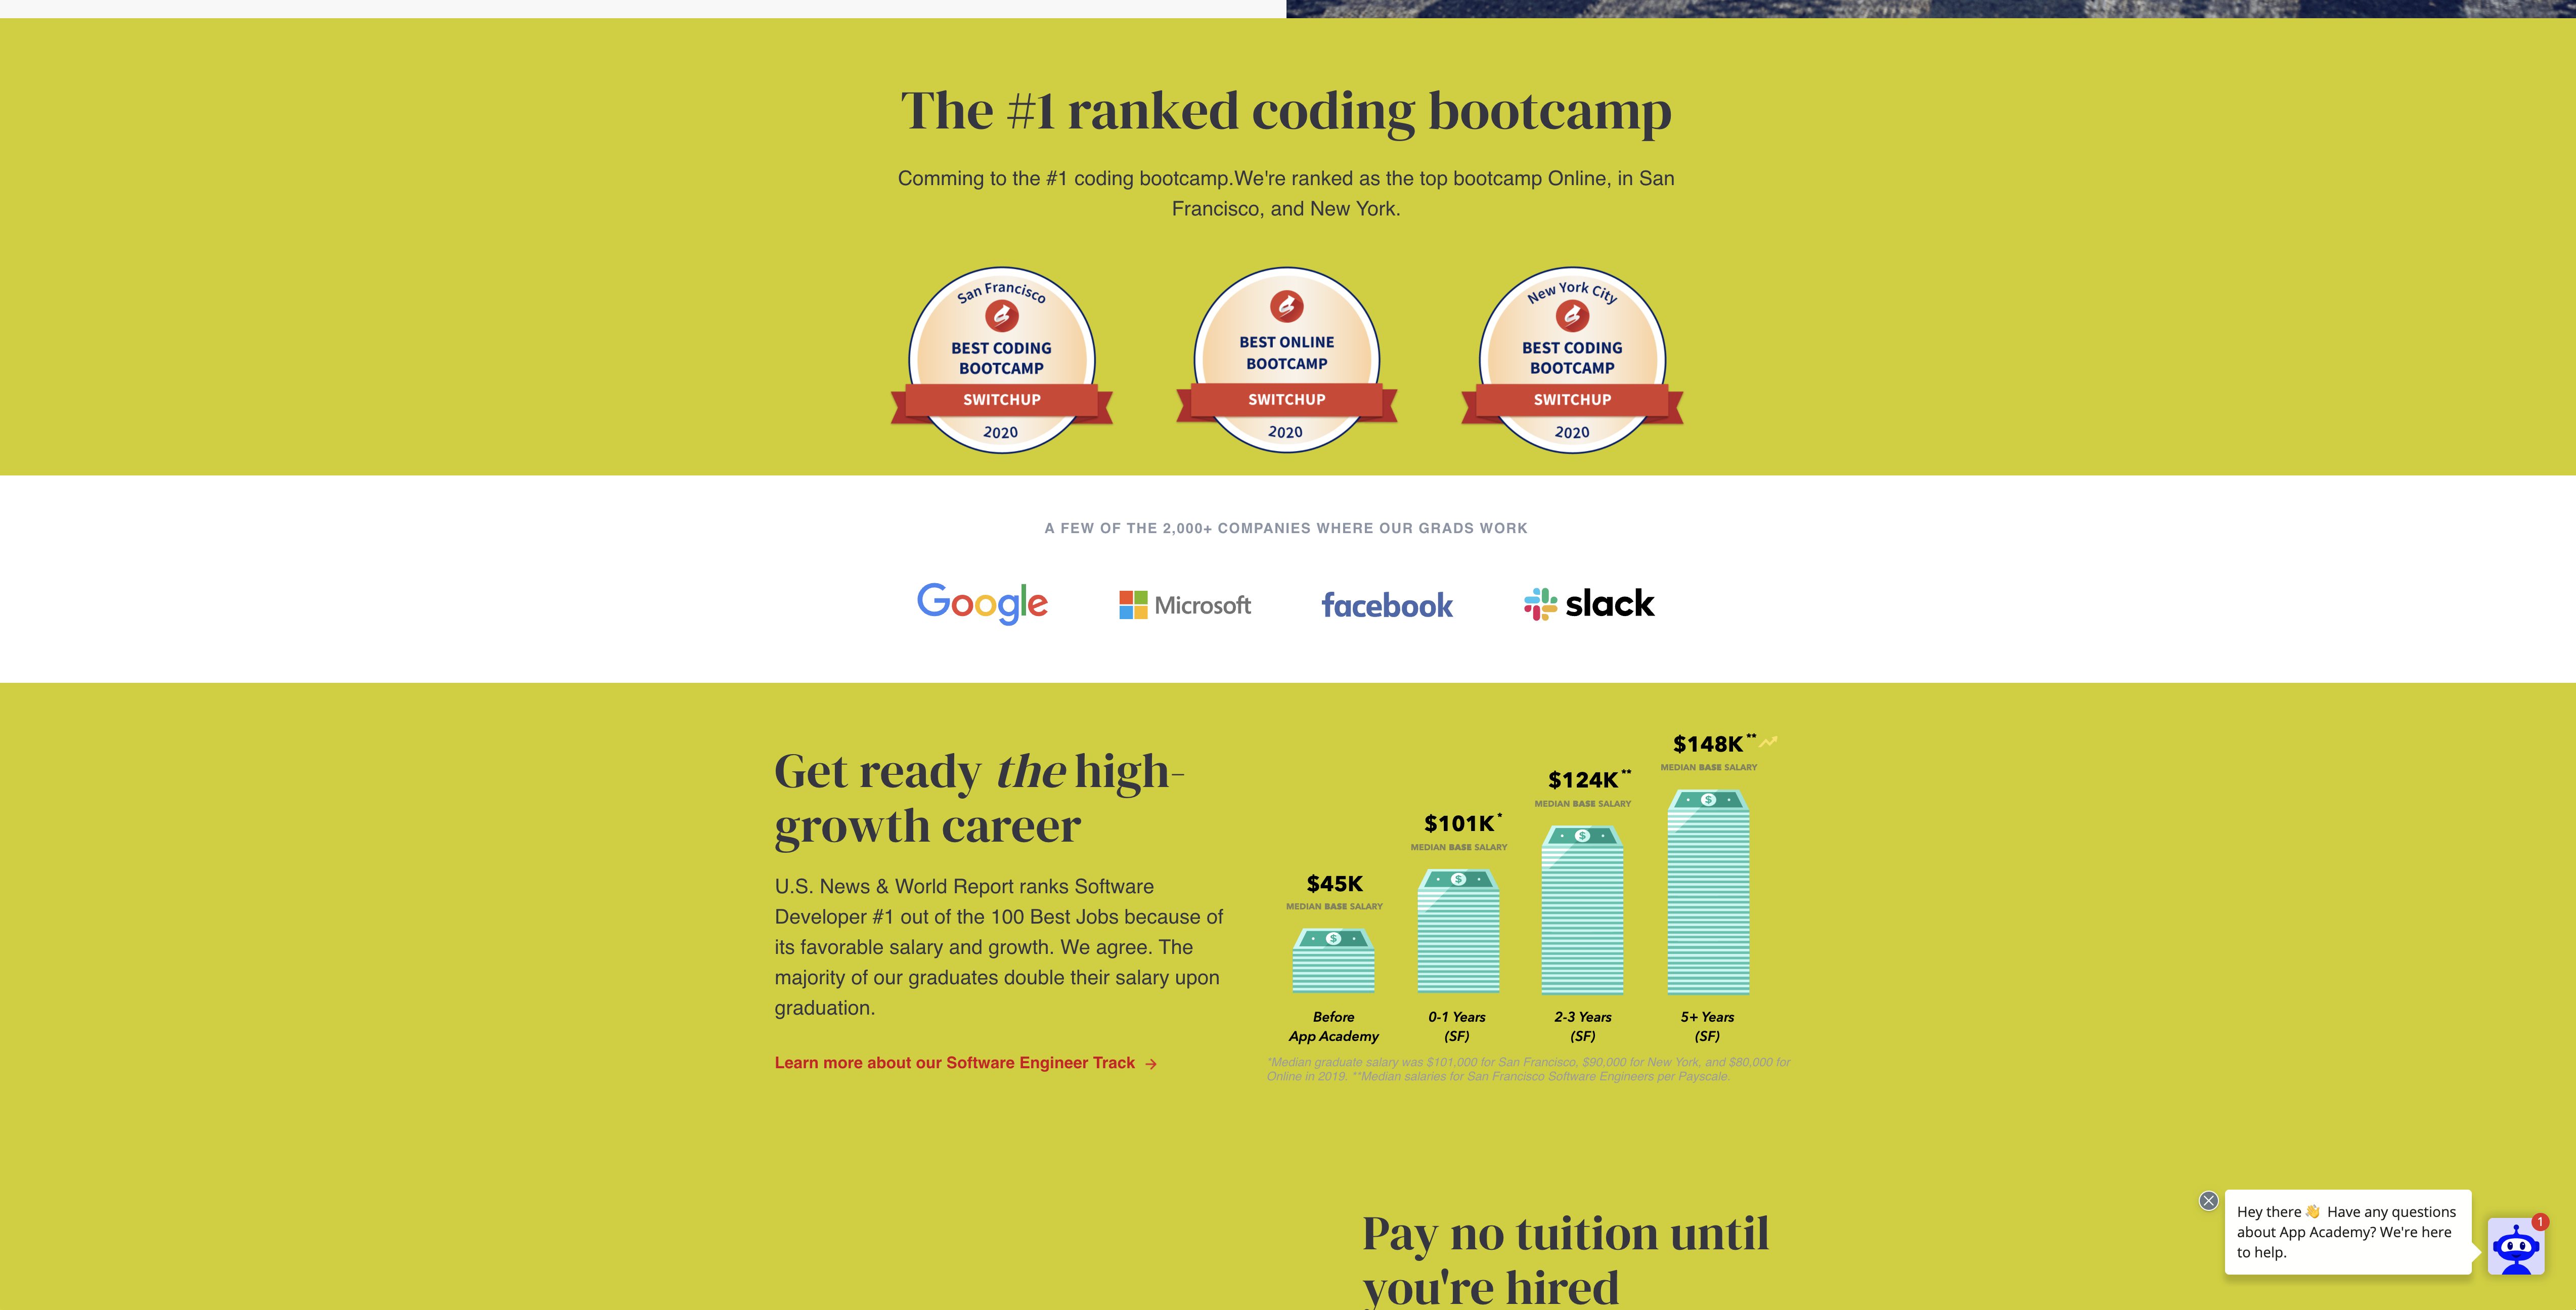 The #1 ranked coding bootcamp
Comming to the #1 coding bootcamp.We're ranked as the top bootcamp Online, in San
Francisco, and New York.
San Francisco
BEST CODING
BOOTCAMP
SWITCHUP
2020
BEST ONLINE
BOOTCAMP
SWITCHUP
2020
New York City
BEST CODING
BOOTCAMP
SWITCHUP
2020
A FEW OF THE 2,000+ COMPANIES WHERE OUR GRADS WORK
Google
Microsoft
facebook
slack
Get ready the high-
growth career
U.S. News & World Report ranks Software
Developer #1 out of the 100 Best Jobs because of
its favorable salary and growth. We agree. The
majority of our graduates double their salary upon
graduation.
Learn more about our Software Engineer Track →
$45K
MEDIAN BASE SALARY
Before
App Academy
$101K*
MEDIAN BASE SALARY
0-1 Years
(SF)
$124K**
MEDIAN BASE SALARY
2-3 Years
(SF)
$148K**
MEDIAN BASE SALARY
5+ Years
(SF)
*Median graduate salary was $101,000 for San Francisco, $90,000 for New York, and $80,000 for
Online in 2019. **Median salaries for San Francisco Software Engineers per Payscale.
Pay no tuition until
you're hired
Hey there 👋 Have any questions
about App Academy? We're here
to help.
1